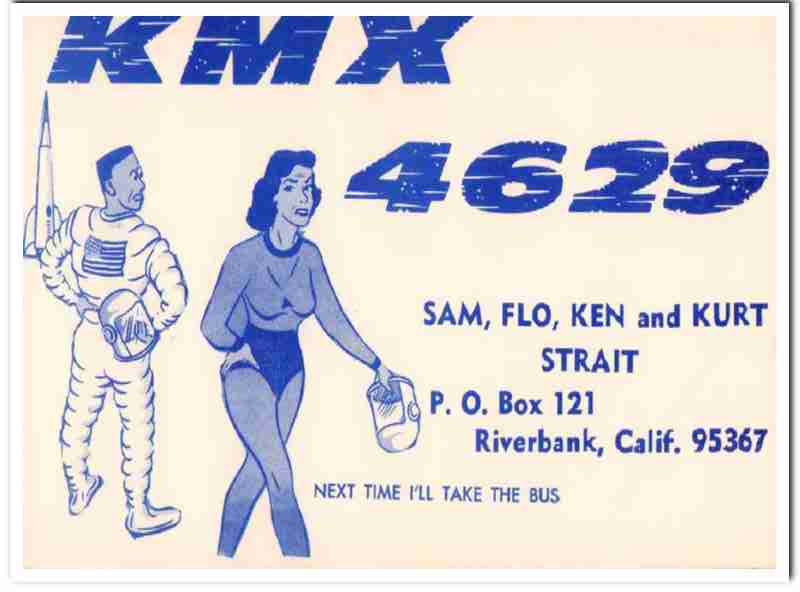 KMX
4629
SAM, FLO, KEN and KURT
STRAIT
P. O. Box 121
Riverbank, Calif. 95367
NEXT TIME I'LL TAKE THE BUS